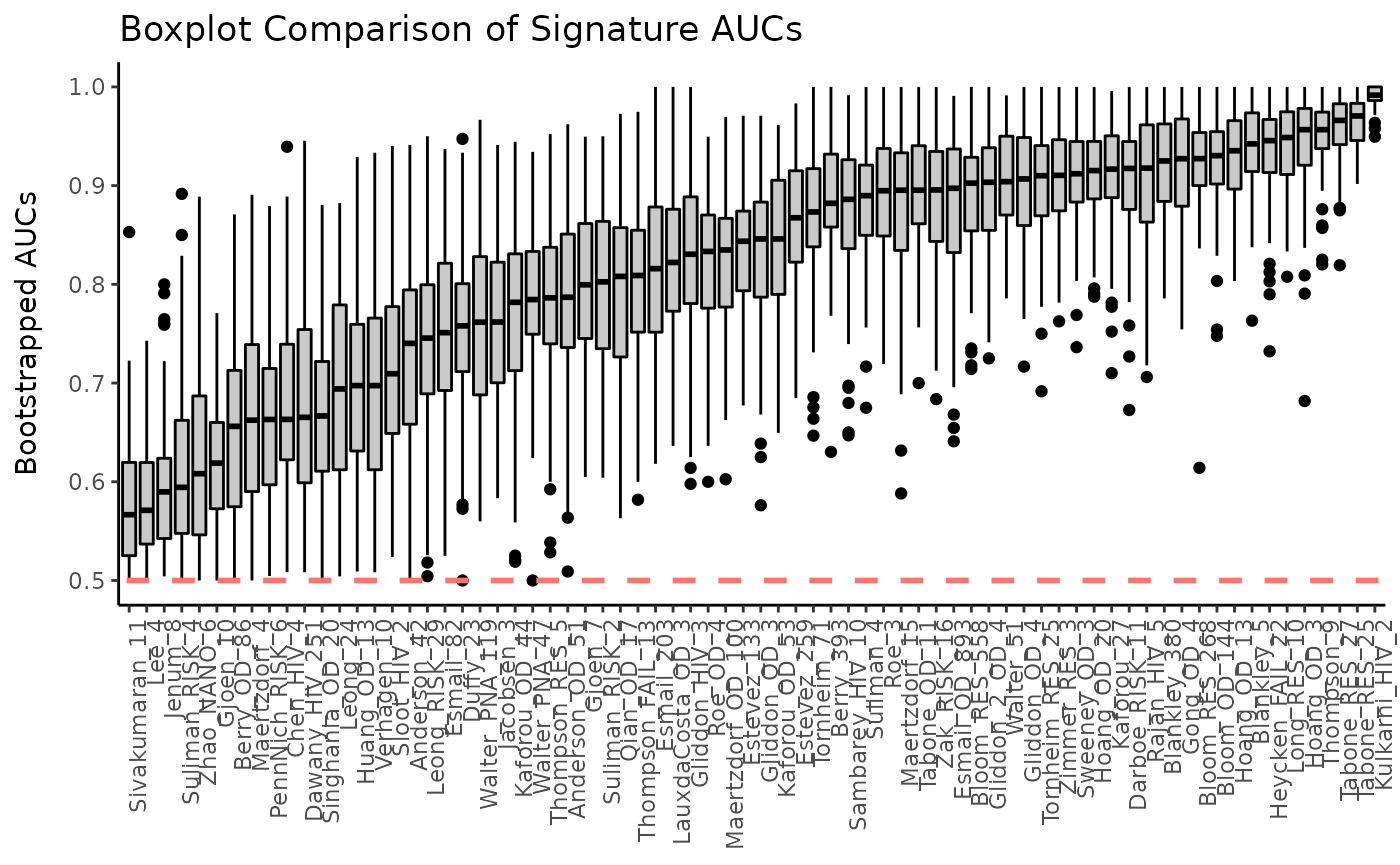 Boxplot Comparison of Signature AUCs
Bootstrapped AUCs
1.0
0.9
0.8
0.7
0.6
0.5
Sivakumaran_11
Lee_4
Jenum_8
Suliman_RISK_4
Zhao_NANO_6
Gjoen_10
Berry_OD_86
Maertzdorf_4
PennNich_RISK_6
Chen_HIV_4
Dawany_HIV_251
Singhania_OD_20
Leong_24
Huang_OD_13
Verhagen_10
Sloot_HIV_2
Anderson_42
Leong_RISK_29
Esmail_82
Duffy_23
Walter_PNA_119
Jacobsen_3
Kaforou_OD_44
Walter_PNA_47
Thompson_RES_5
Anderson_OD_51
Gjoen_7
Suliman_RISK_2
Qian_OD_17
Thompson_FAIL_13
Esmail_203
LauxdaCosta_OD_3
Gliddon_HIV_3
Roe_OD_4
Maertzdorf_OD_100
Estevez_133
Gliddon_OD_3
Kaforou_OD_53
Estevez_259
Tornheim_71
Berry_393
Sambarey_HIV_10
Suliman_4
Roe_3
Maertzdorf_15
Tabone_OD_11
Zak_RISK_16
Esmail_OD_893
Bloom_RES_558
Gliddon_2_OD_4
Walter_51
Gliddon_OD_4
Tornheim_RES_25
Zimmer_RES_3
Sweeney_OD_3
Hoang_OD_20
Kaforou_27
Darboe_RISK_11
Rajan_HIV_5
Blankley_380
Gong_OD_4
Bloom_RES_268
Bloom_OD_144
Hoang_OD_13
Blankley_5
Heycken_FAIL_22
Long_RES_10
Hoang_OD_3
Thompson_9
Tabone_RES_27
Tabone_RES_25
Kulkarni_HIV_2